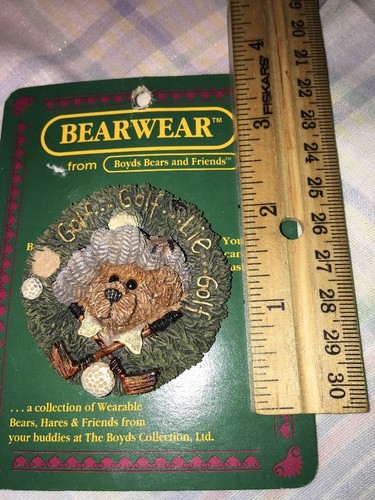 BEARWEAR™
from Boyds Bears and Friends™
Golf... Golf... Life, Golf!
...a collection of Wearable
Bears, Hares & Friends from
your buddies at The Boyds Collection, Ltd.
FISKARS
4
3
2
1
20
21
22
23
24
25
26
27
28
29
30